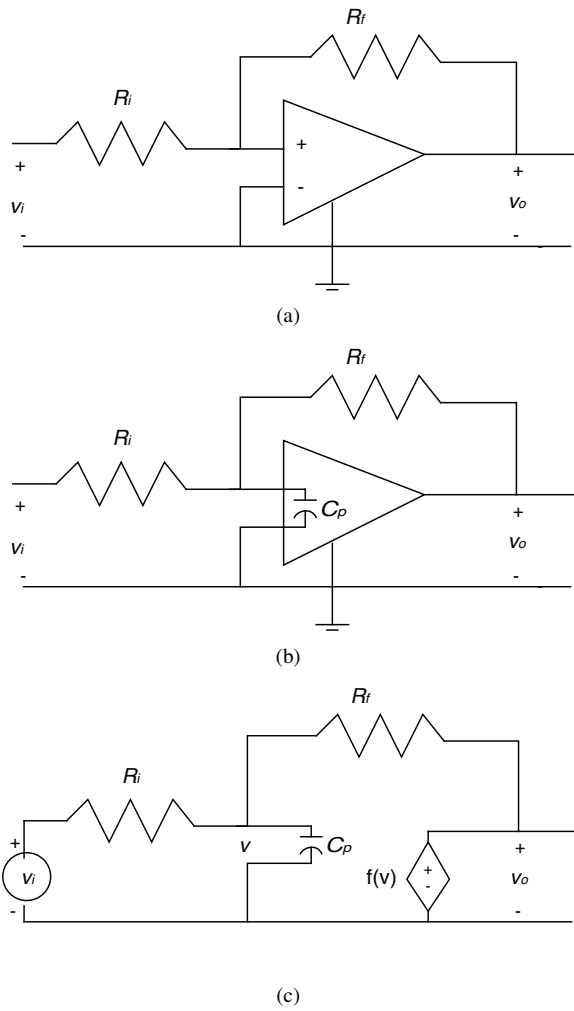 Rf
Ri
+
-
+
vi
-
+
vo
-
(a)
Rf
Ri
Cp
+
vi
-
+
vo
-
(b)
Rf
Ri
v
Cp
+
vi
-
f(v)
+
-
+
vo
-
(c)